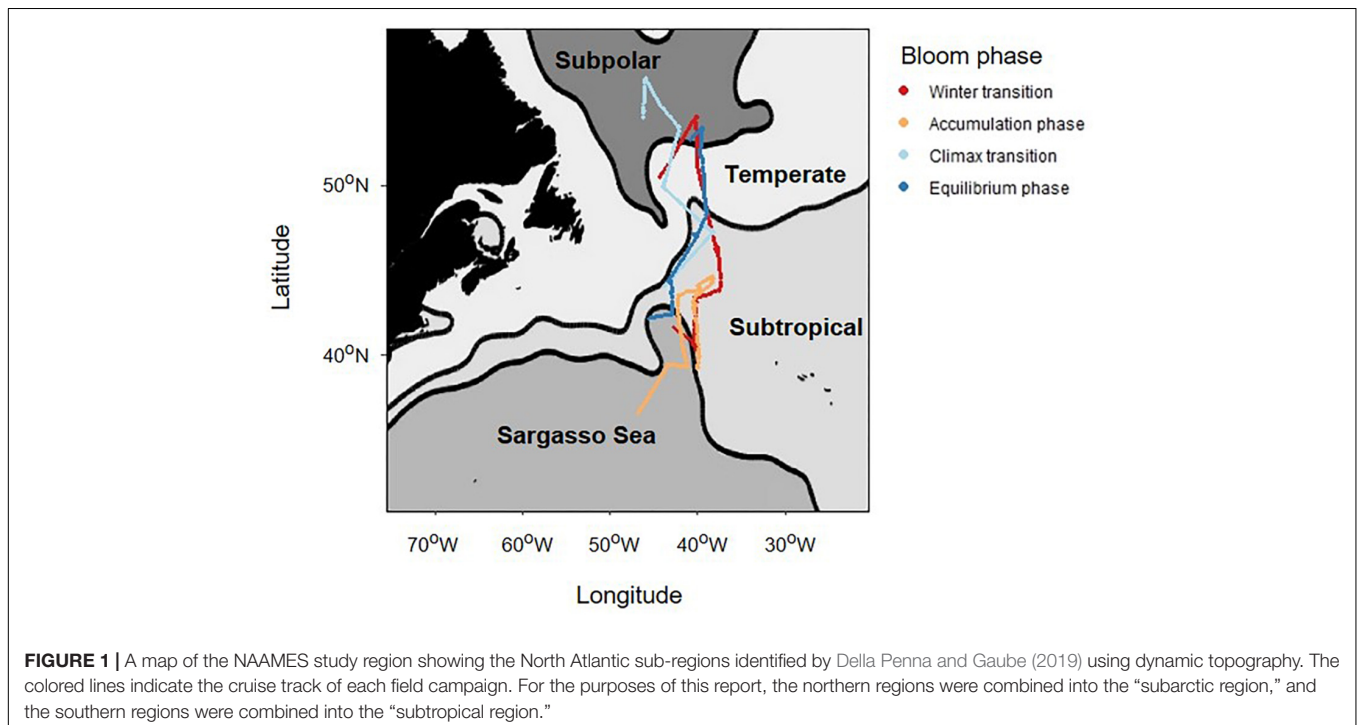 Subpolar
Temperate
Subtropical
Sargasso Sea
Latitude
50°N
40°N
70°W 60°W 50°W 40°W 30°W
Longitude
Bloom phase
Winter transition
Accumulation phase
Climax transition
Equilibrium phase
FIGURE 1 | A map of the NAAMES study region showing the North Atlantic sub-regions identified by Della Penna and Gaube (2019) using dynamic topography. The
colored lines indicate the cruise track of each field campaign. For the purposes of this report, the northern regions were combined into the “subarctic region,” and
the southern regions were combined into the “subtropical region.”